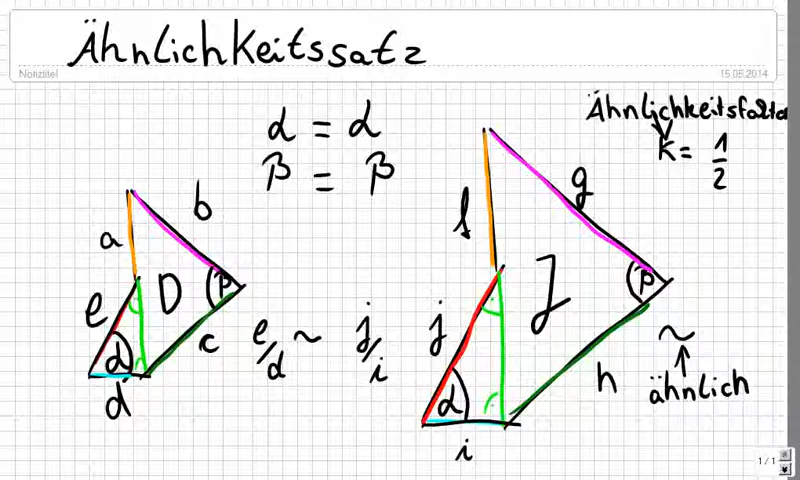 Ähnlichkeitssatz
Notiztitel
15.05.2014
Ähnlichkeitsfakto
k = 1/2
α = α
β = β
b
g
a
f
D
β
J
β
e
c
e/d ~ j/i
j
~
α
d
α
h
ähnlich
i
1/1